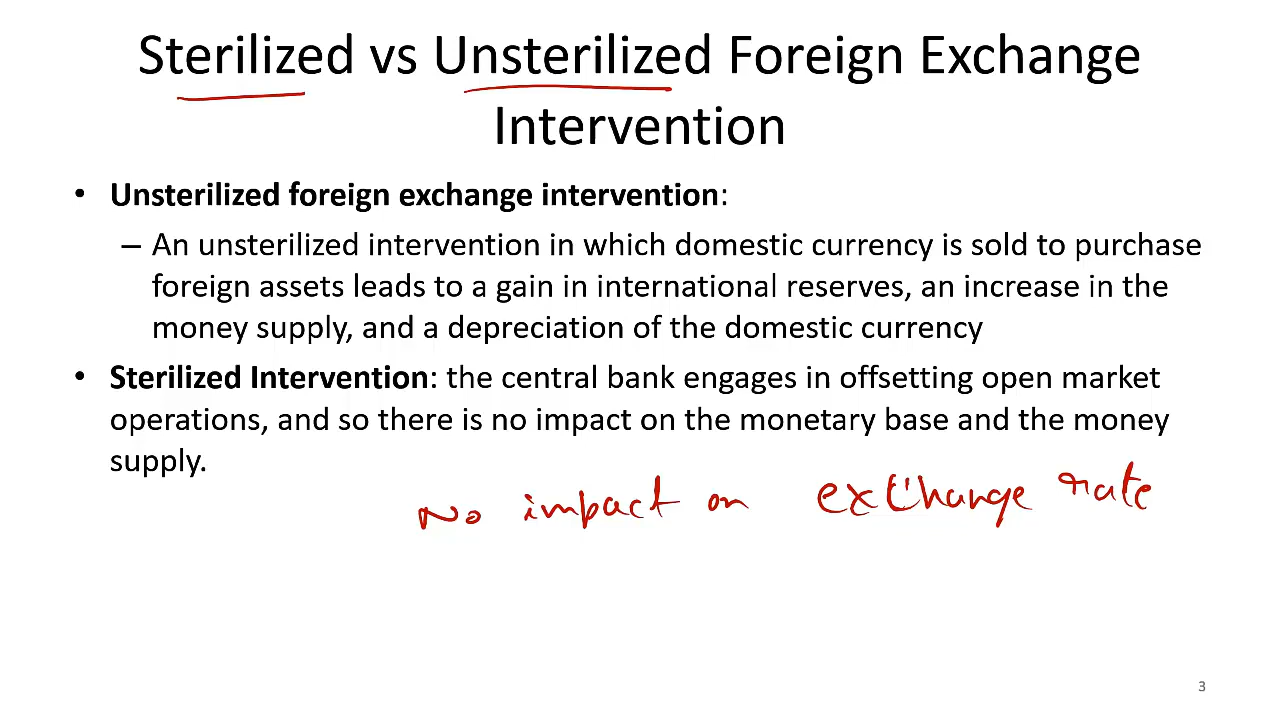 Sterilized vs Unsterilized Foreign Exchange
Intervention
• Unsterilized foreign exchange intervention:
– An unsterilized intervention in which domestic currency is sold to purchase
foreign assets leads to a gain in international reserves, an increase in the
money supply, and a depreciation of the domestic currency
• Sterilized Intervention: the central bank engages in offsetting open market
operations, and so there is no impact on the monetary base and the money
supply.
No impact on exchange rate
3